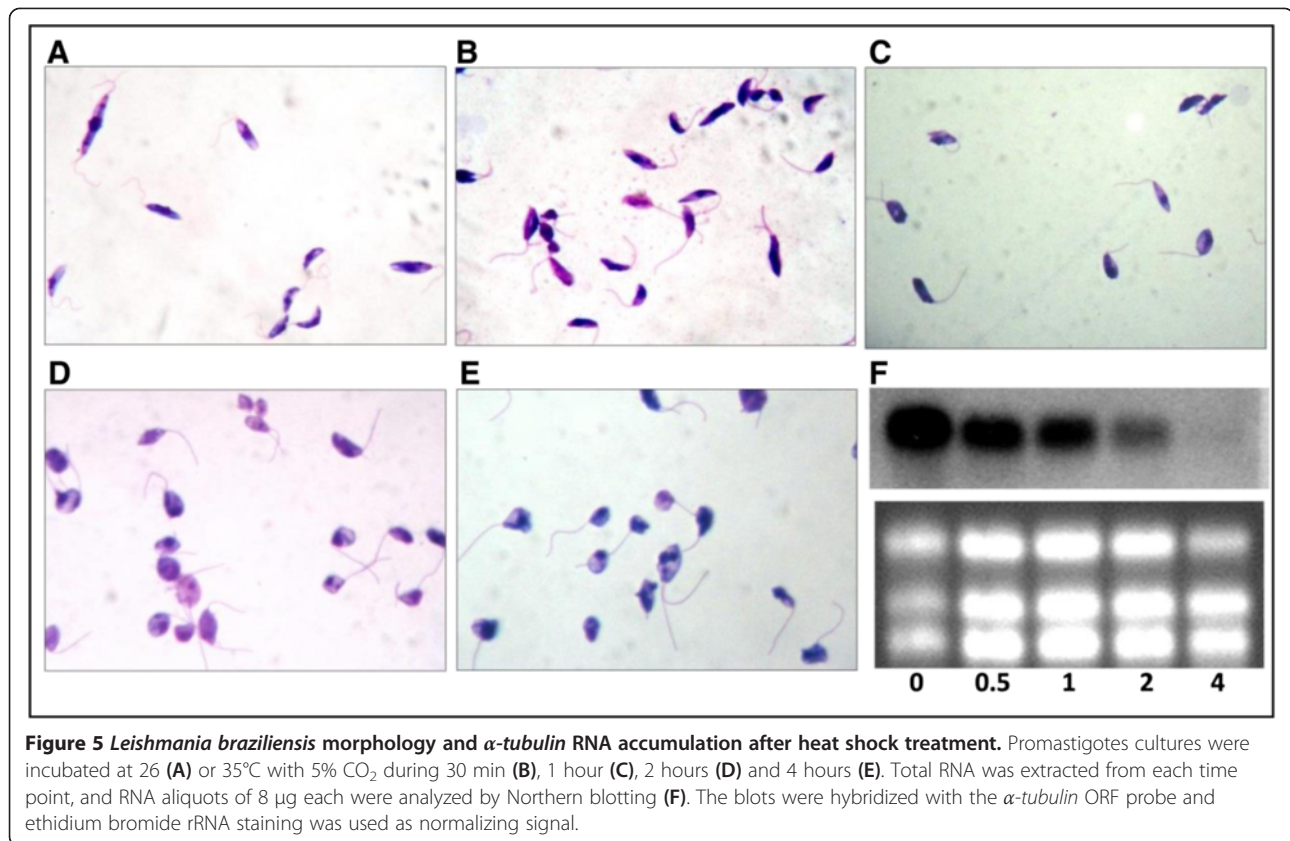 A
B
C
D
E
F
0 0.5 1 2 4
Figure 5 Leishmania braziliensis morphology and α-tubulin RNA accumulation after heat shock treatment. Promastigotes cultures were
incubated at 26 (A) or 35°C with 5% CO₂ during 30 min (B), 1 hour (C), 2 hours (D) and 4 hours (E). Total RNA was extracted from each time
point, and RNA aliquots of 8 μg each were analyzed by Northern blotting (F). The blots were hybridized with the α-tubulin ORF probe and
ethidium bromide rRNA staining was used as normalizing signal.